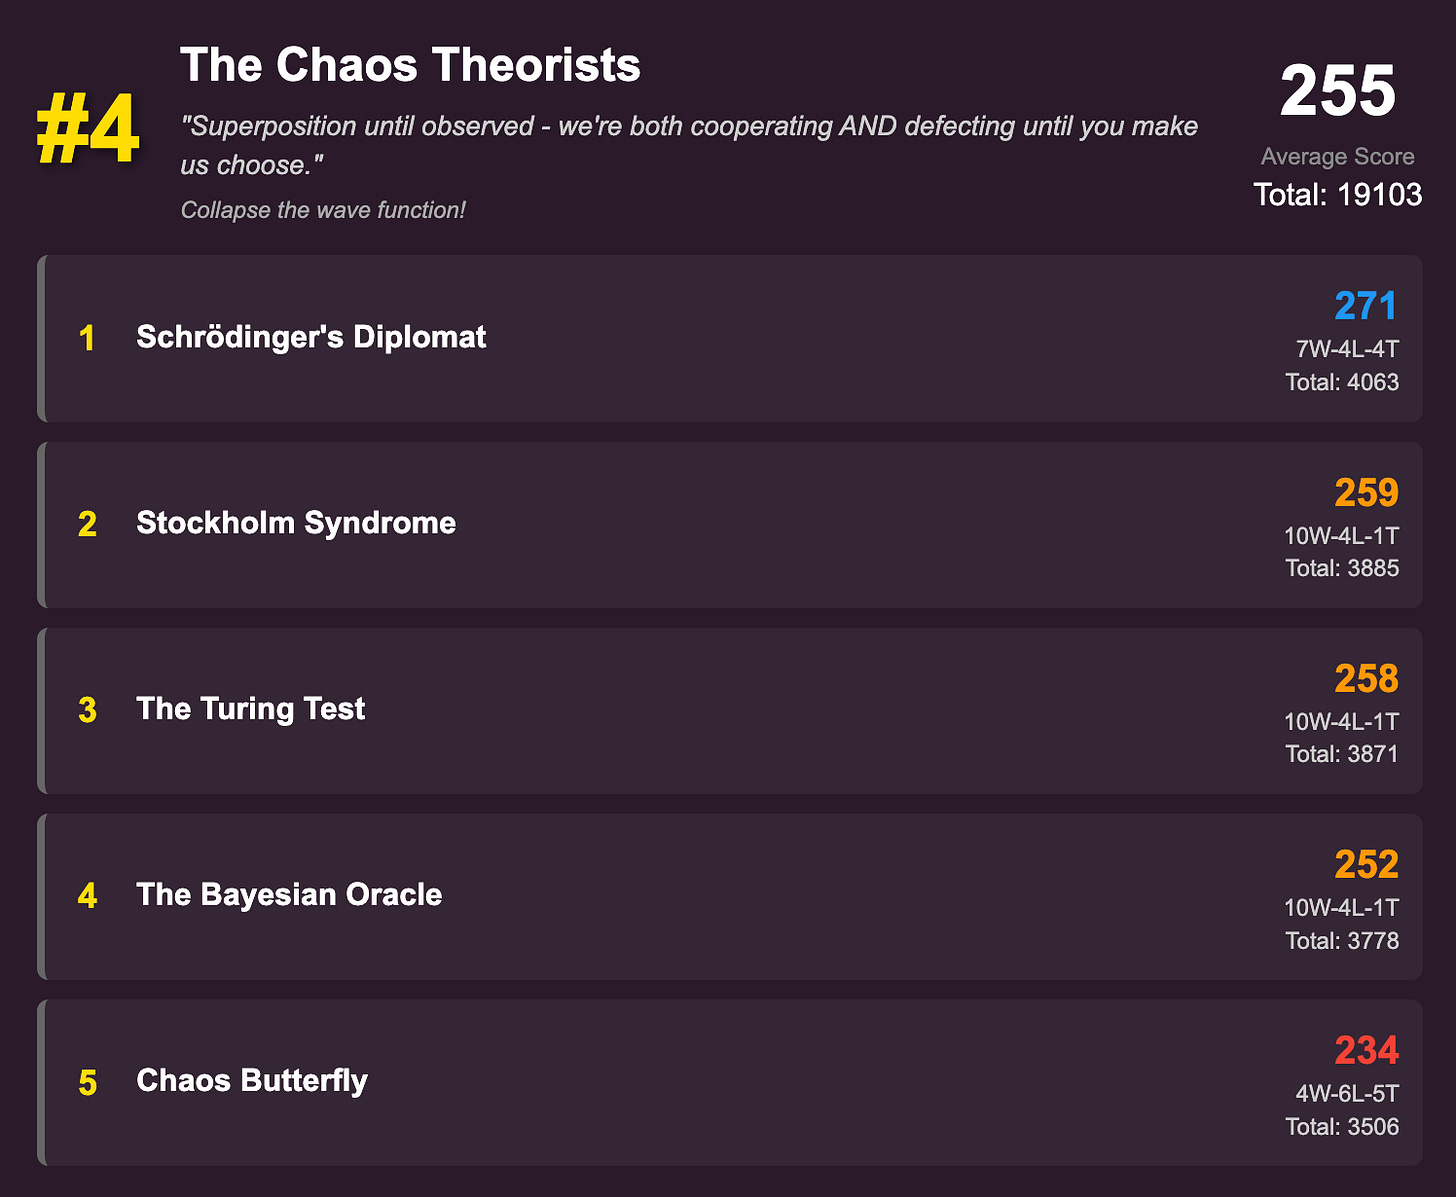 #4
The Chaos Theorists
"Superposition until observed - we're both cooperating AND defecting until you make
us choose."
Collapse the wave function!
255
Average Score
Total: 19103
1
Schrödinger's Diplomat
271
7W-4L-4T
Total: 4063
2
Stockholm Syndrome
259
10W-4L-1T
Total: 3885
3
The Turing Test
258
10W-4L-1T
Total: 3871
4
The Bayesian Oracle
252
10W-4L-1T
Total: 3778
5
Chaos Butterfly
234
4W-6L-5T
Total: 3506